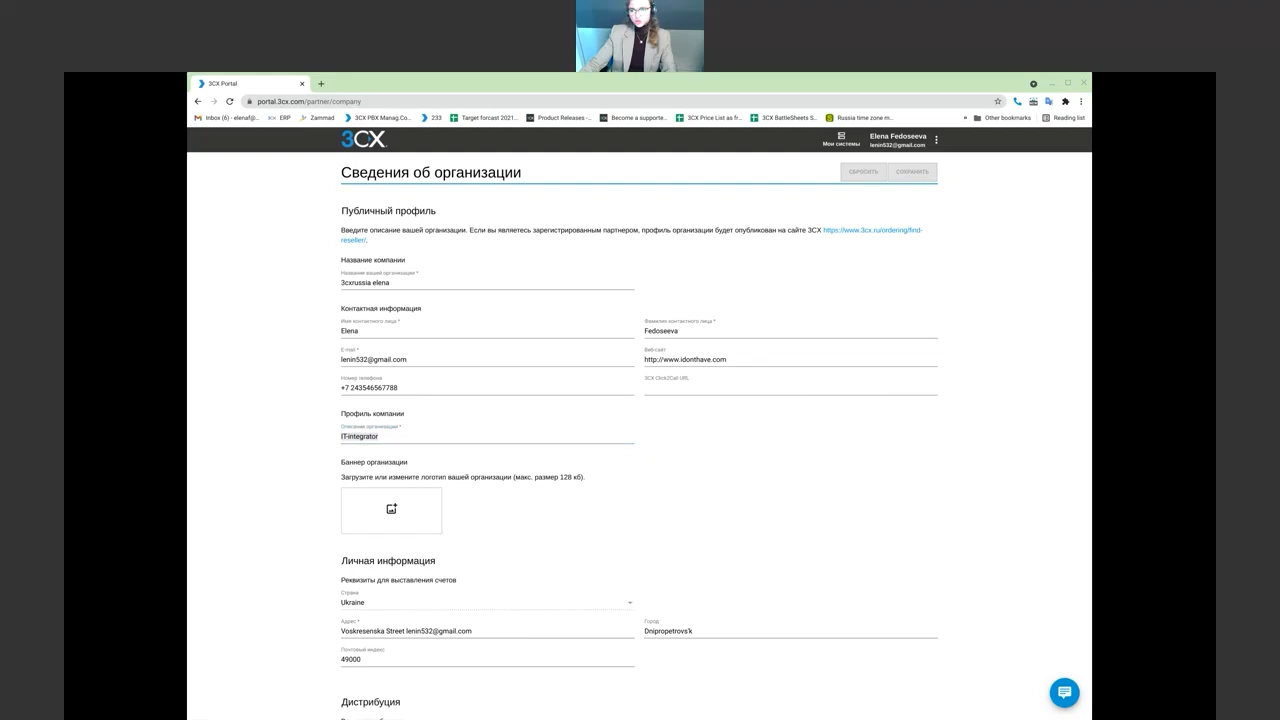 3CX Portal
portal.3cx.com/partner/company
Inbox (6) - elenaf@...
ERP
Zammad
3CX PBX Manag.Co...
233
Target forcast 2021...
Product Releases -...
Become a supporte...
3CX Price List as fr...
3CX BattleSheets S...
Russia time zone m...
»
Other bookmarks
Reading list
3CX
Мои системы
Elena Fedoseeva
lenin532@gmail.com
Сведения об организации
СБРОСИТЬ
СОХРАНИТЬ
Публичный профиль
Введите описание вашей организации. Если вы являетесь зарегистрированным партнером, профиль организации будет опубликован на сайте 3CX https://www.3cx.ru/ordering/find-
reseller/.
Название компании
Название вашей организации *
3cxrussia elena
Контактная информация
Имя контактного лица *
Фамилия контактного лица *
Elena
Fedoseeva
E-mail *
Веб-сайт
lenin532@gmail.com
http://www.idonthave.com
Номер телефона
3CX Click2Call URL
+7 243546567788
Профиль компании
Описание организации *
IT-integrator
Баннер организации
Загрузите или измените логотип вашей организации (макс. размер 128 кб).
Личная информация
Реквизиты для выставления счетов
Страна
Ukraine
Адрес *
Город
Voskresenska Street lenin532@gmail.com
Dnipropetrovs'k
Почтовый индекс
49000
Дистрибуция